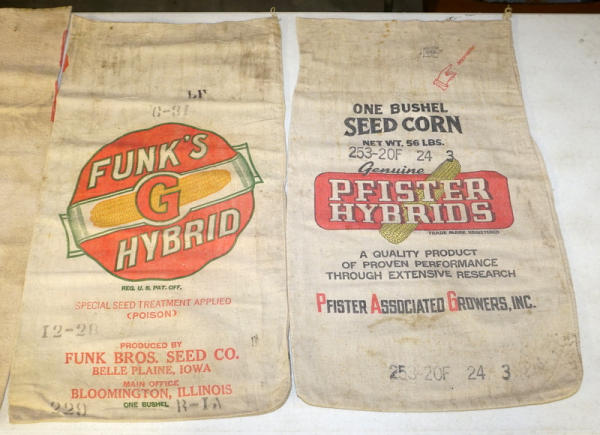 LF
G-31
FUNK'S
G
HYBRID
REG. U. S. PAT. OFF.
SPECIAL SEED TREATMENT APPLIED
(POISON)
12-2B
PRODUCED BY
FUNK BROS. SEED CO.
BELLE PLAINE, IOWA
MAIN OFFICE
BLOOMINGTON, ILLINOIS
229 ONE BUSHEL R-1A
ONE BUSHEL
SEED CORN
NET WT. 56 LBS.
253-20F 24 3
Genuine
PFISTER
HYBRIDS
TRADE MARK REGISTERED
A QUALITY PRODUCT
OF PROVEN PERFORMANCE
THROUGH EXTENSIVE RESEARCH
PFISTER ASSOCIATED GROWERS, INC.
253-20F 24 3